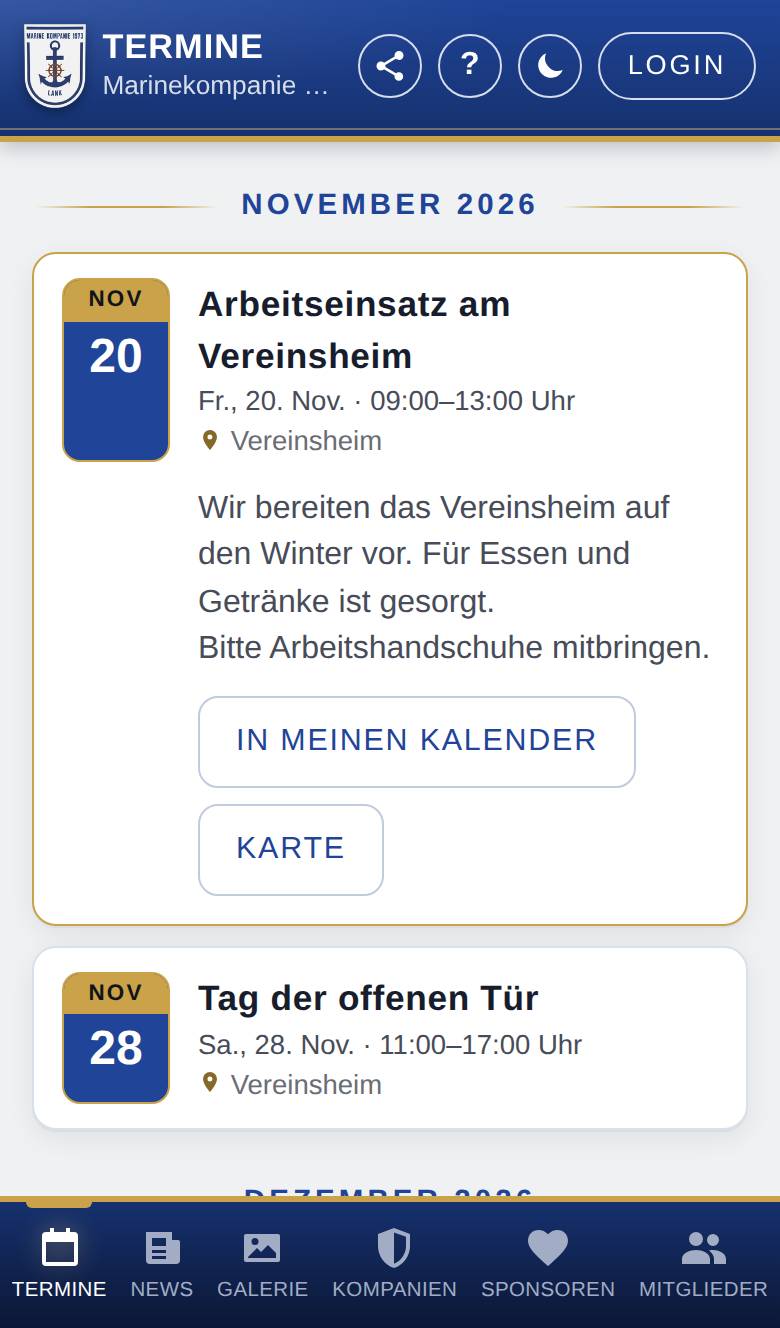 MARINE KOMPANIE 1973
LANK
TERMINE
Marinekompanie …
?
LOGIN
NOVEMBER 2026
NOV
20
Arbeitseinsatz am
Vereinsheim
Fr., 20. Nov. · 09:00–13:00 Uhr
Vereinsheim
Wir bereiten das Vereinsheim auf
den Winter vor. Für Essen und
Getränke ist gesorgt.
Bitte Arbeitshandschuhe mitbringen.
IN MEINEN KALENDER
KARTE
NOV
28
Tag der offenen Tür
Sa., 28. Nov. · 11:00–17:00 Uhr
Vereinsheim
DEZEMBER 2026
TERMINE
NEWS
GALERIE
KOMPANIEN
SPONSOREN
MITGLIEDER